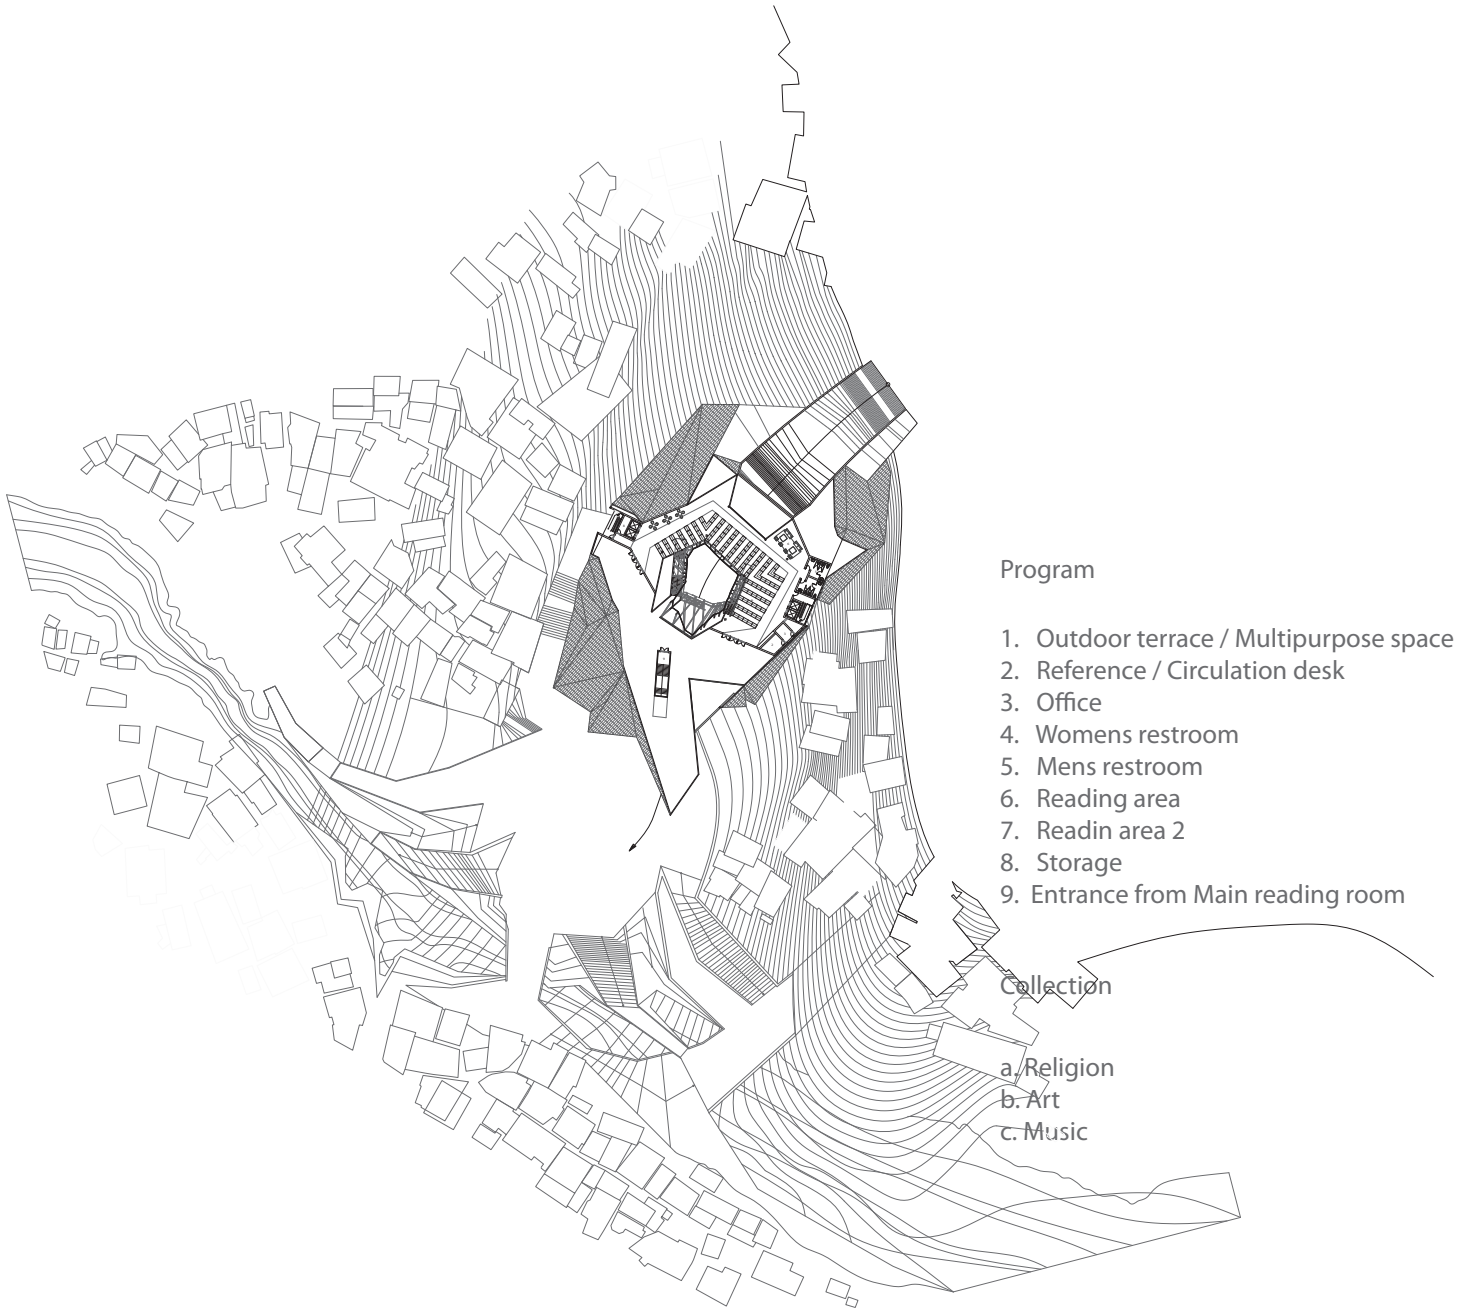 Program
1. Outdoor terrace / Multipurpose space
2. Reference / Circulation desk
3. Office
4. Womens restroom
5. Mens restroom
6. Reading area
7. Readin area 2
8. Storage
9. Entrance from Main reading room
Collection
a. Religion
b. Art
c. Music